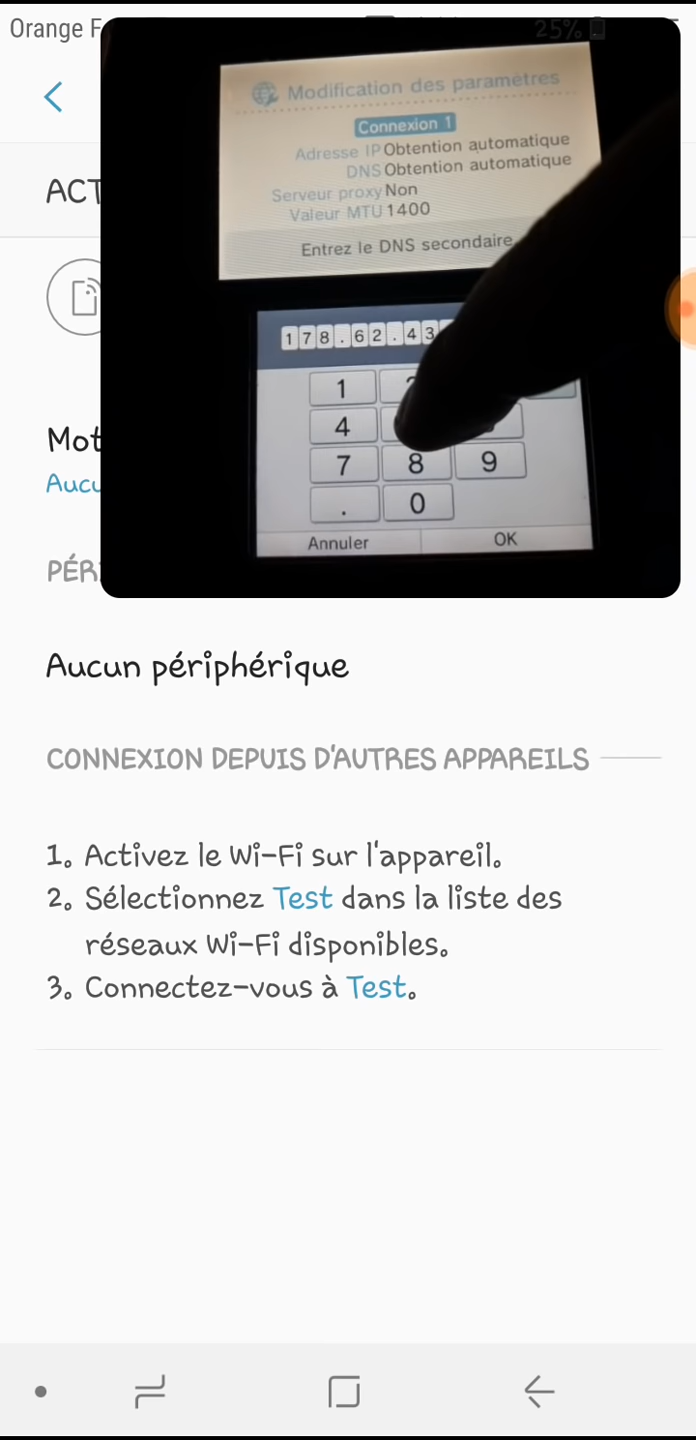 Orange F
25%
Modification des paramètres
Connexion 1
Adresse IP Obtention automatique
DNS Obtention automatique
Serveur proxy Non
Valeur MTU 1400
Entrez le DNS secondaire
178.62.43
1
4
7 8 9
. 0
Annuler OK
ACT
Mot
Aucu
PÉR
Aucun périphérique
CONNEXION DEPUIS D'AUTRES APPAREILS
1. Activez le Wi-Fi sur l'appareil.
2. Sélectionnez Test dans la liste des
réseaux Wi-Fi disponibles.
3. Connectez-vous à Test.